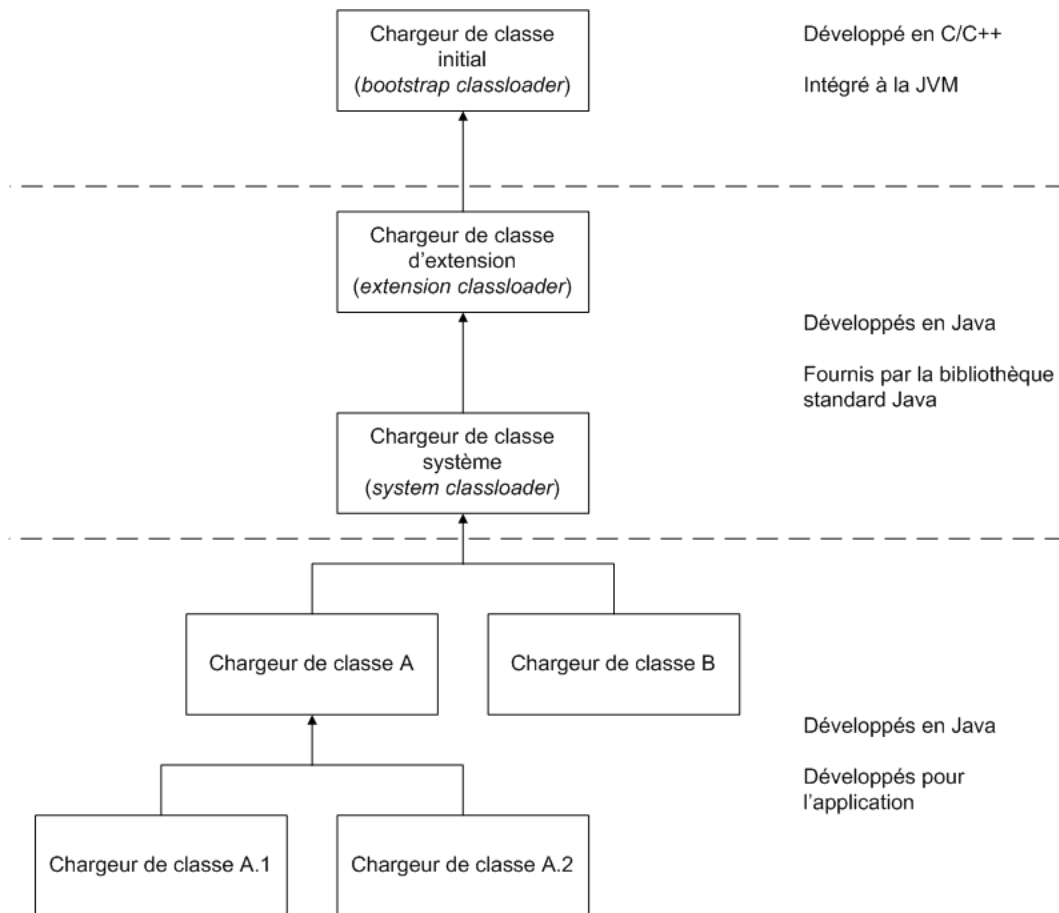 Chargeur de classe
initial
(bootstrap classloader)
Développé en C/C++
Intégré à la JVM
Chargeur de classe
d'extension
(extension classloader)
Développés en Java
Fournis par la bibliothèque
standard Java
Chargeur de classe
système
(system classloader)
Chargeur de classe A
Chargeur de classe B
Développés en Java
Développés pour
l'application
Chargeur de classe A.1
Chargeur de classe A.2